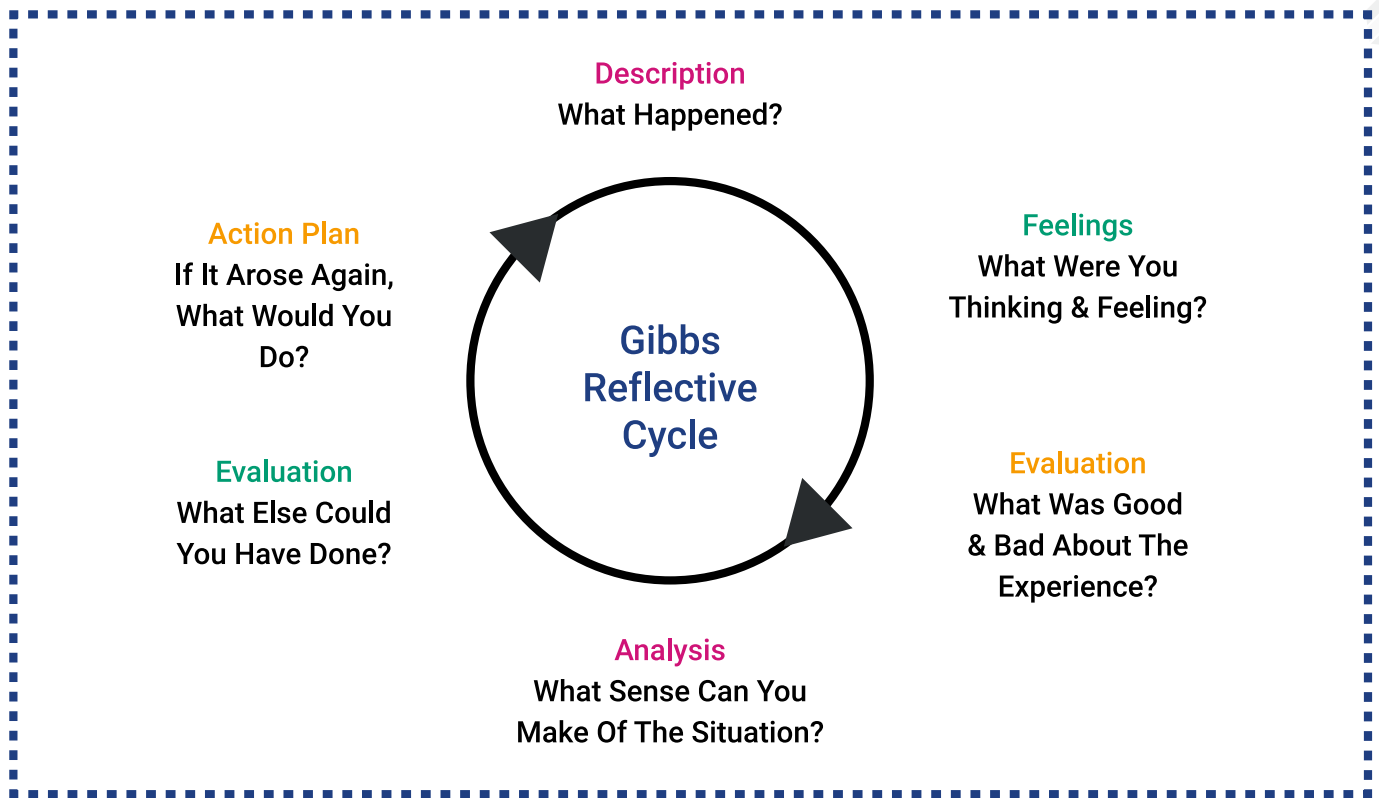 Description
What Happened?
Feelings
What Were You
Thinking & Feeling?
Evaluation
What Was Good
& Bad About The
Experience?
Analysis
What Sense Can You
Make Of The Situation?
Evaluation
What Else Could
You Have Done?
Action Plan
If It Arose Again,
What Would You
Do?
Gibbs
Reflective
Cycle